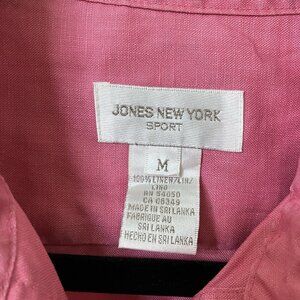 JONES NEW YORK
SPORT
M
100% LINEN/LIN/
LINO
RN 54050
CA 06349
MADE IN SRI LANKA
FABRIQUE AU
SRI LANKA
HECHO EN SRI LANKA